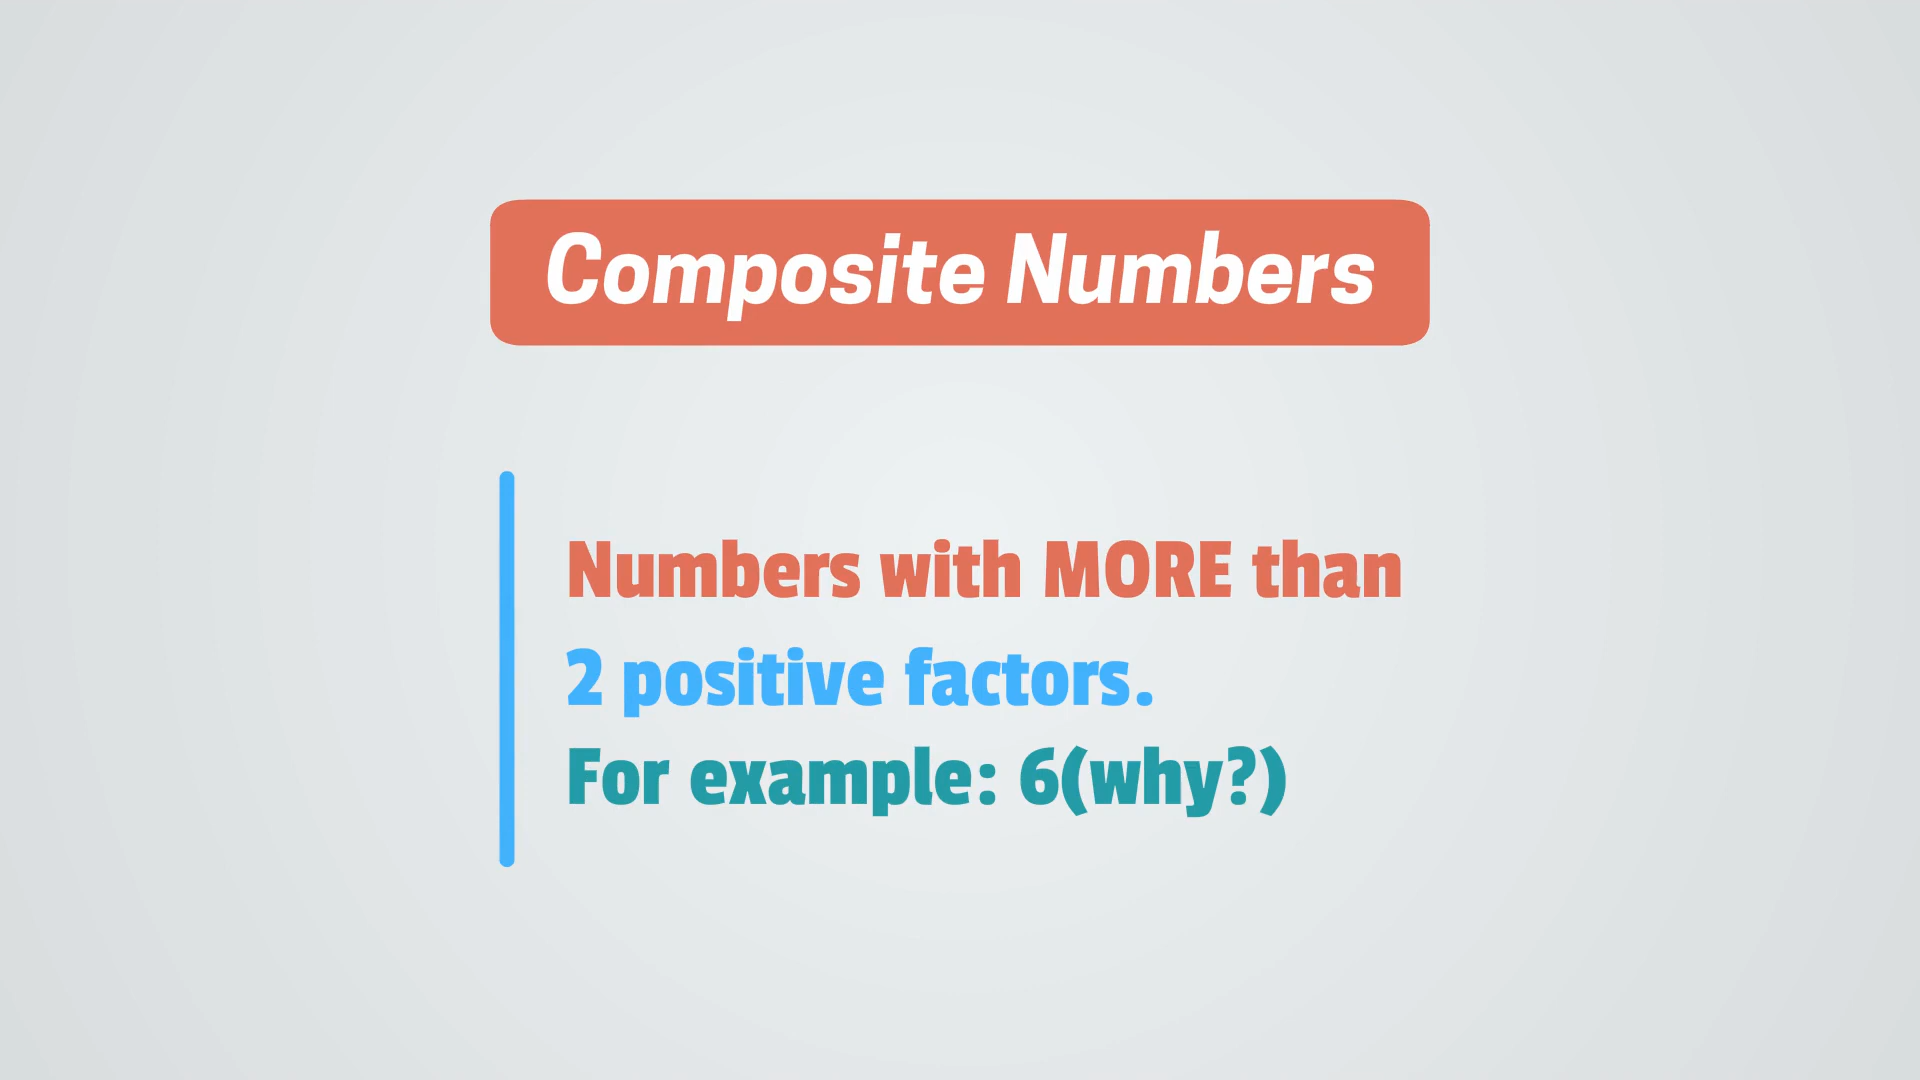 Composite Numbers
Numbers with MORE than
2 positive factors.
For example: 6(why?)